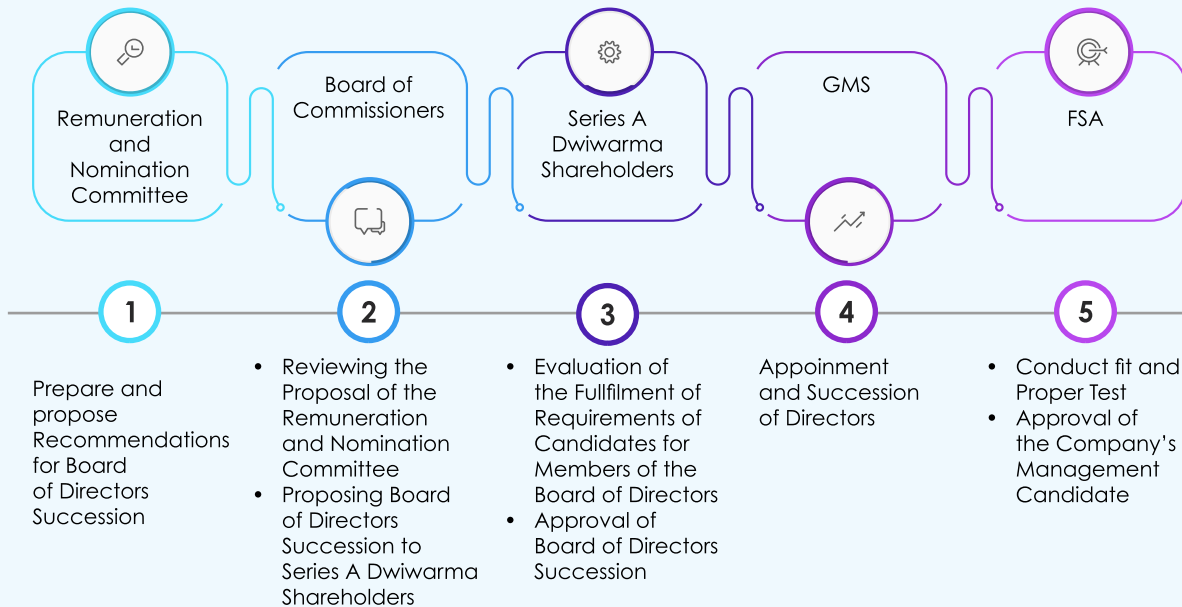 Remuneration
and
Nomination
Committee
Board of
Commissioners
Series A
Dwiwarma
Shareholders
GMS
FSA
1
2
3
4
5
Prepare and
propose
Recommendations
for Board
of Directors
Succession
• Reviewing the
Proposal of the
Remuneration
and Nomination
Committee
• Proposing Board
of Directors
Succession to
Series A Dwiwarma
Shareholders
• Evaluation of
the Fullfilment of
Requirements of
Candidates for
Members of the
Board of Directors
• Approval of
Board of Directors
Succession
Appoinment
and Succession
of Directors
• Conduct fit and
Proper Test
• Approval of
the Company's
Management
Candidate